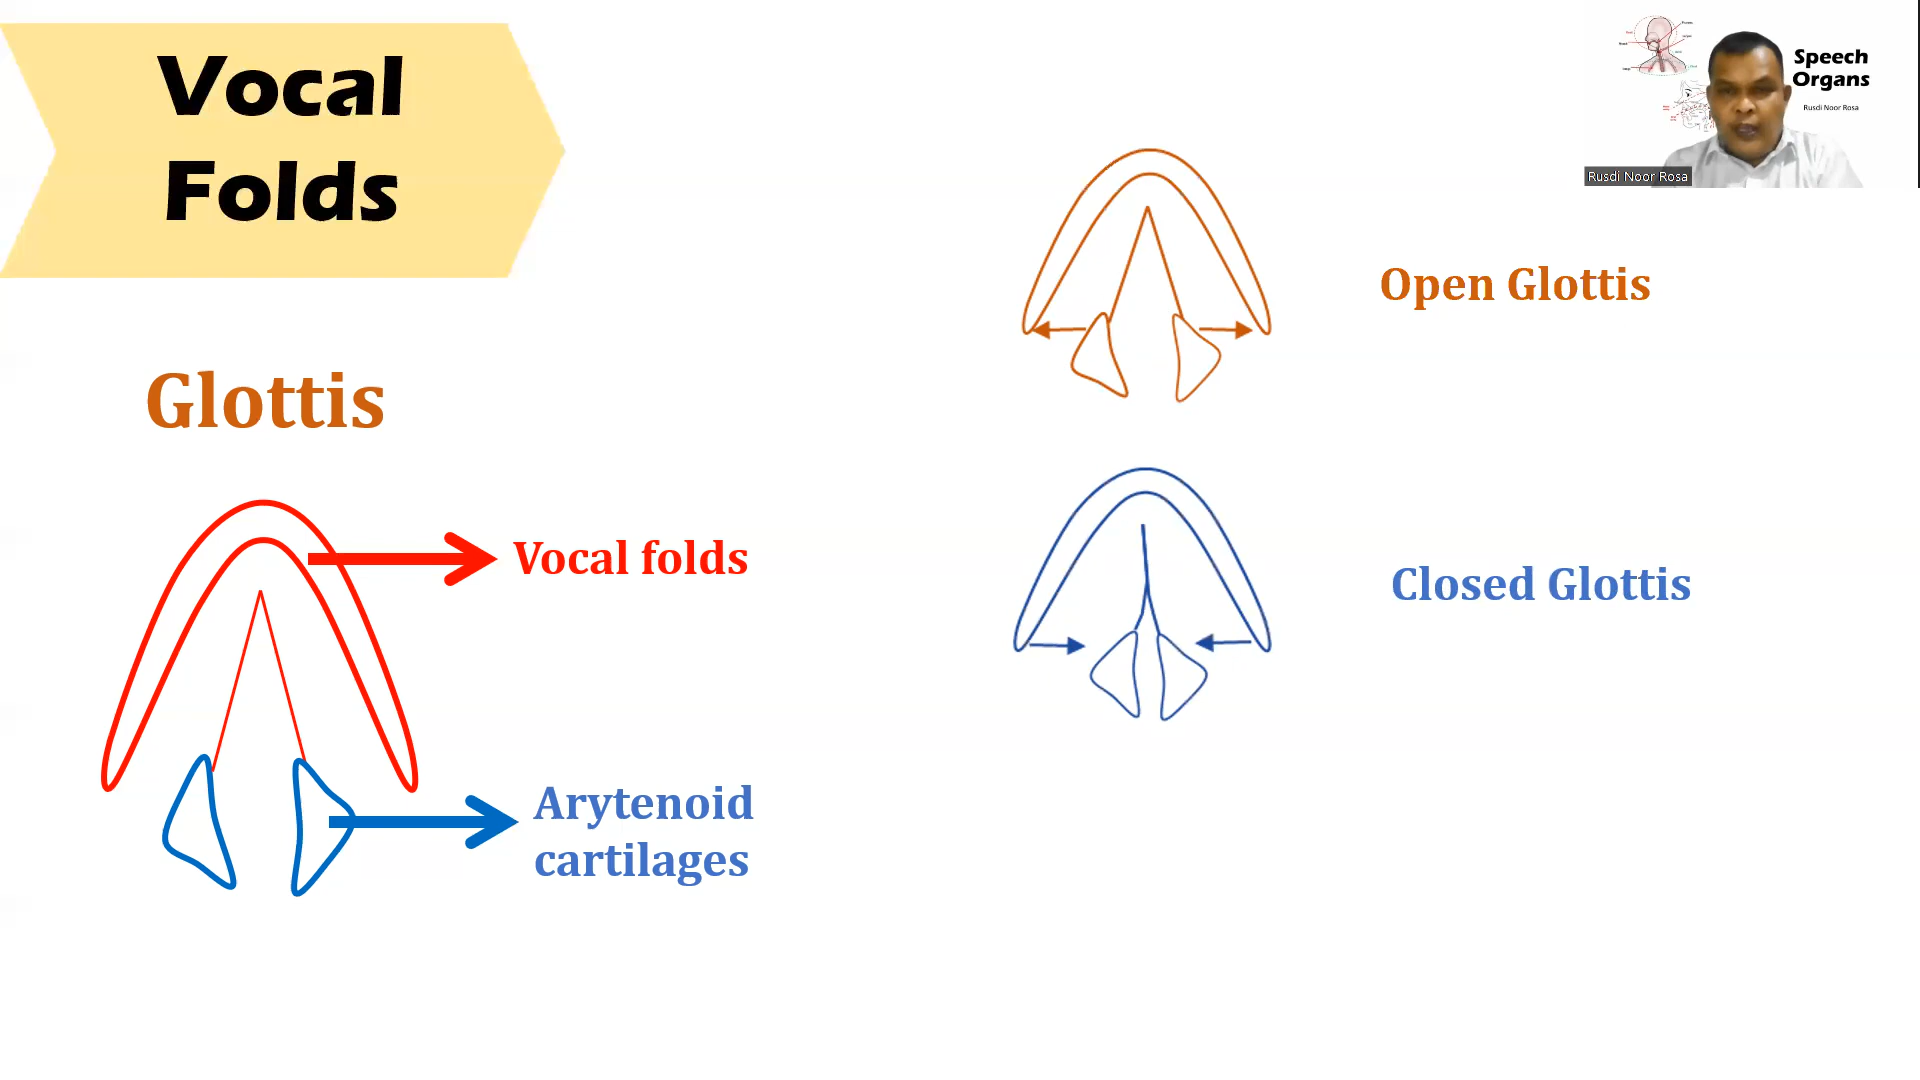 Vocal
Folds
Glottis
Vocal folds
Arytenoid
cartilages
Open Glottis
Closed Glottis
Speech
Organs
Rusdi Noor Rosa
Rusdi Noor Rosa